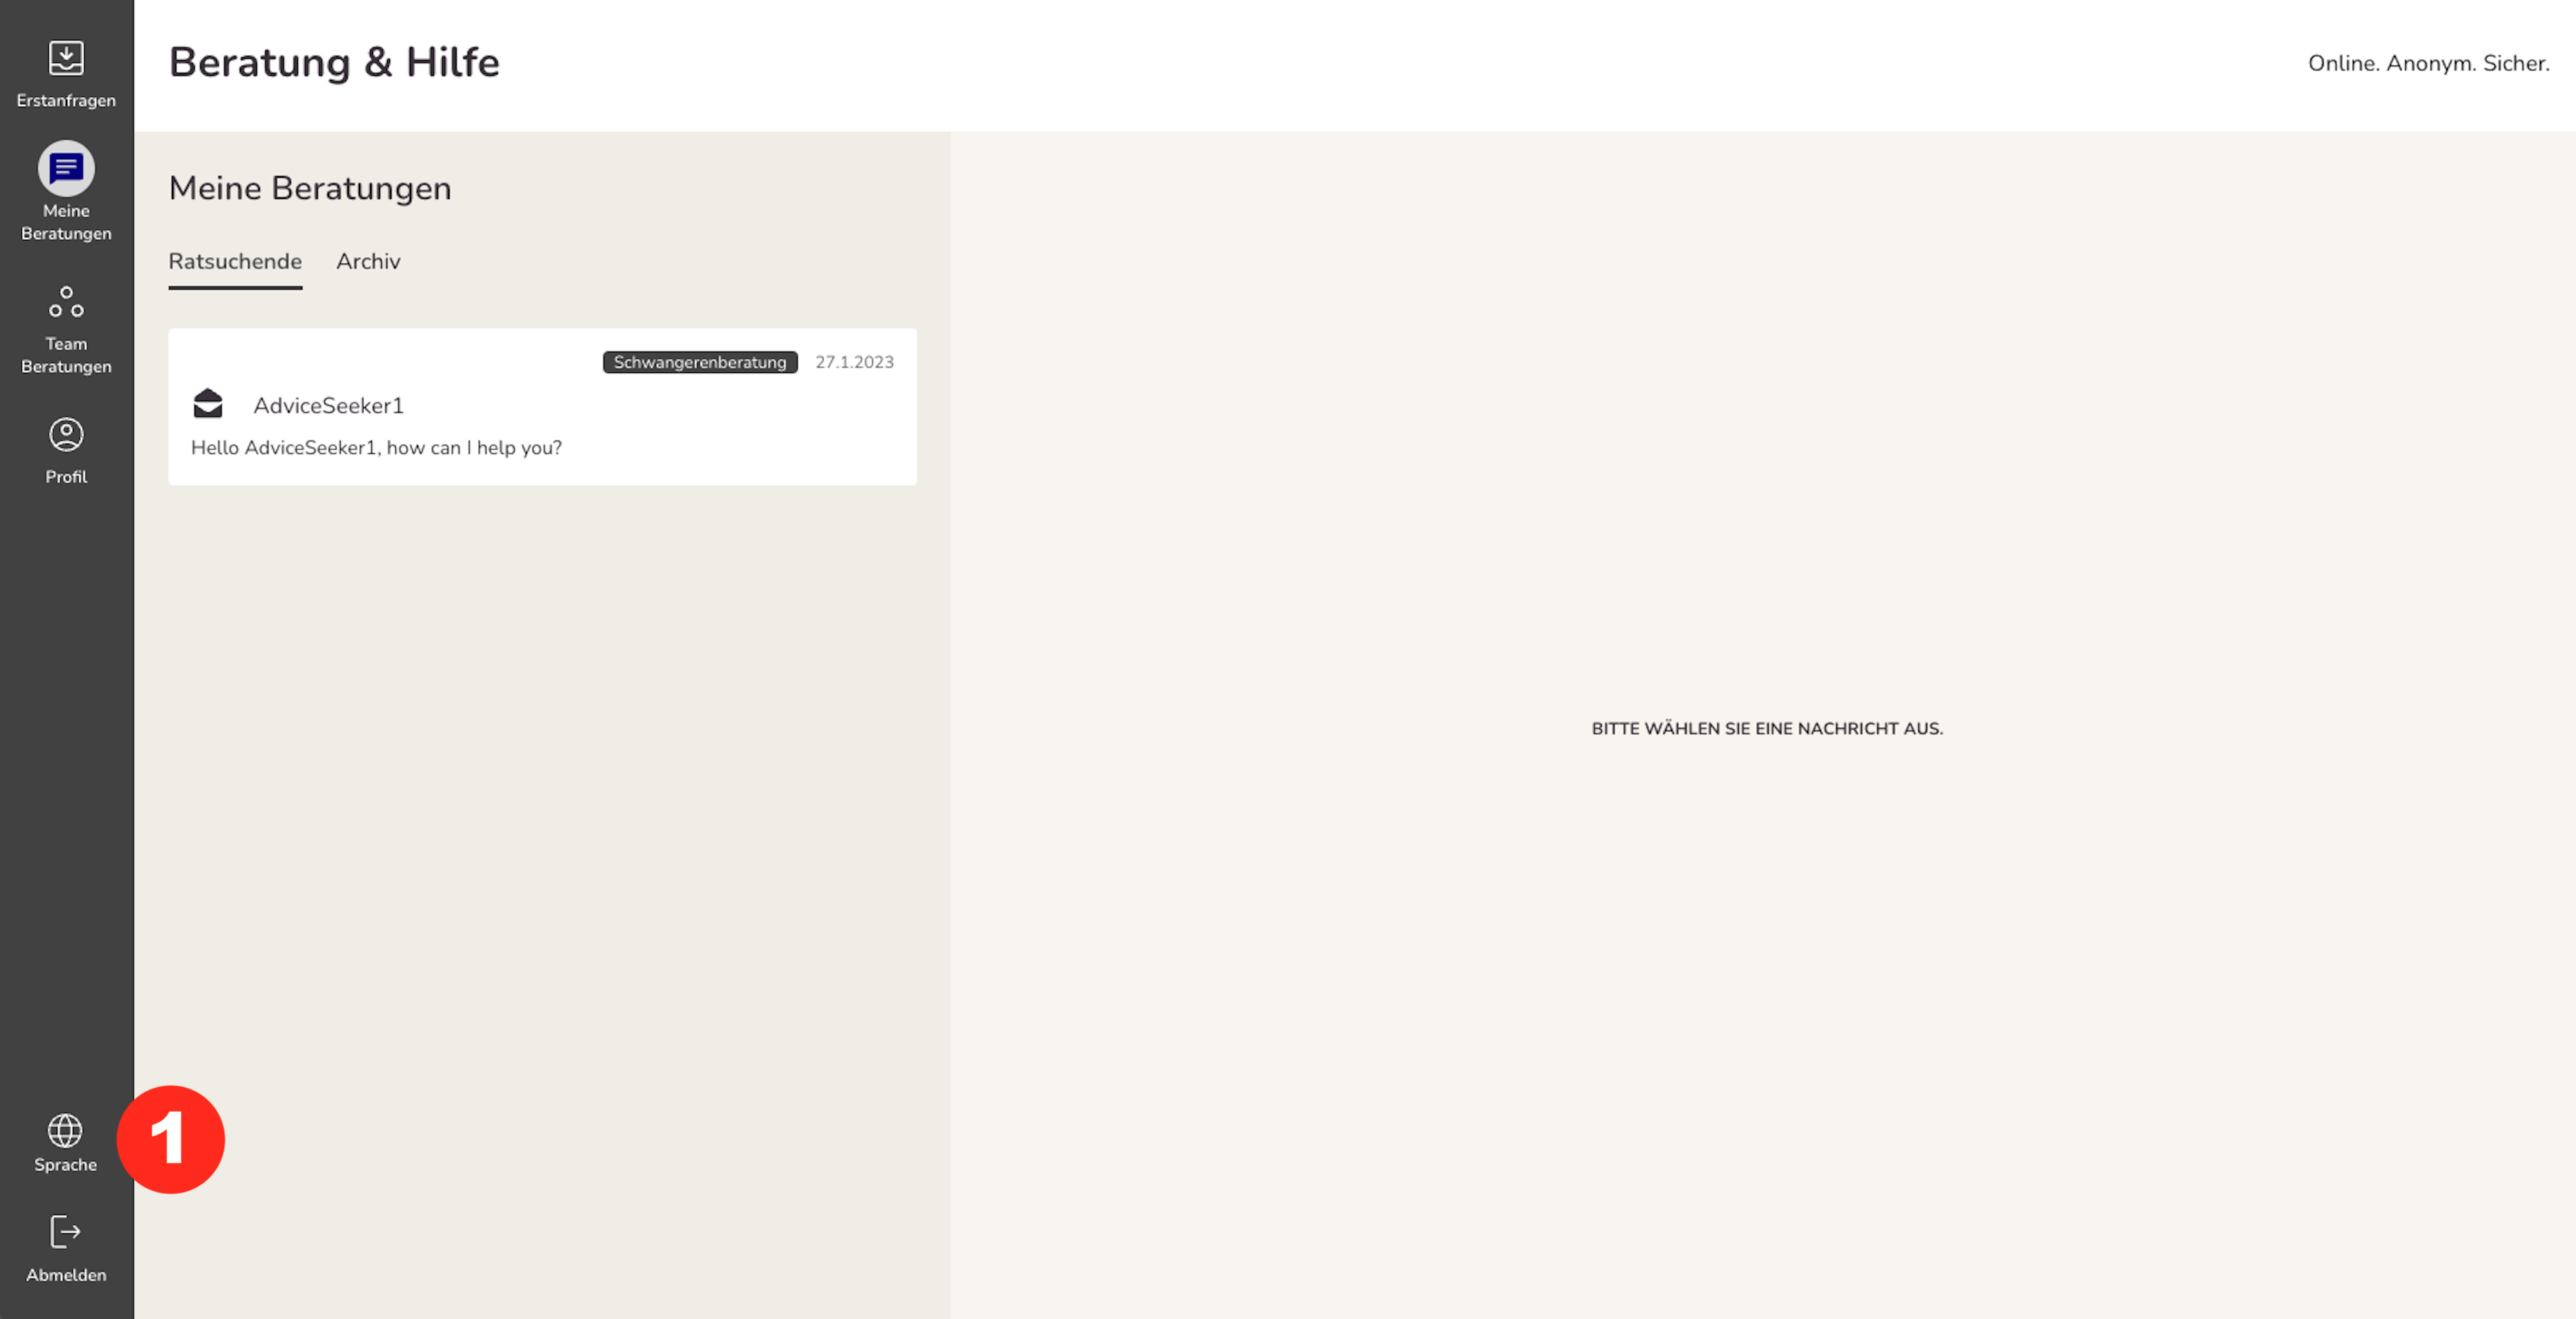 Beratung & Hilfe
Online. Anonym. Sicher.
Erstanfragen
Meine
Beratungen
Team
Beratungen
Profil
Sprache
1
Abmelden
Meine Beratungen
Ratsuchende Archiv
Schwangerenberatung 27.1.2023
AdviceSeeker1
Hello AdviceSeeker1, how can I help you?
BITTE WÄHLEN SIE EINE NACHRICHT AUS.